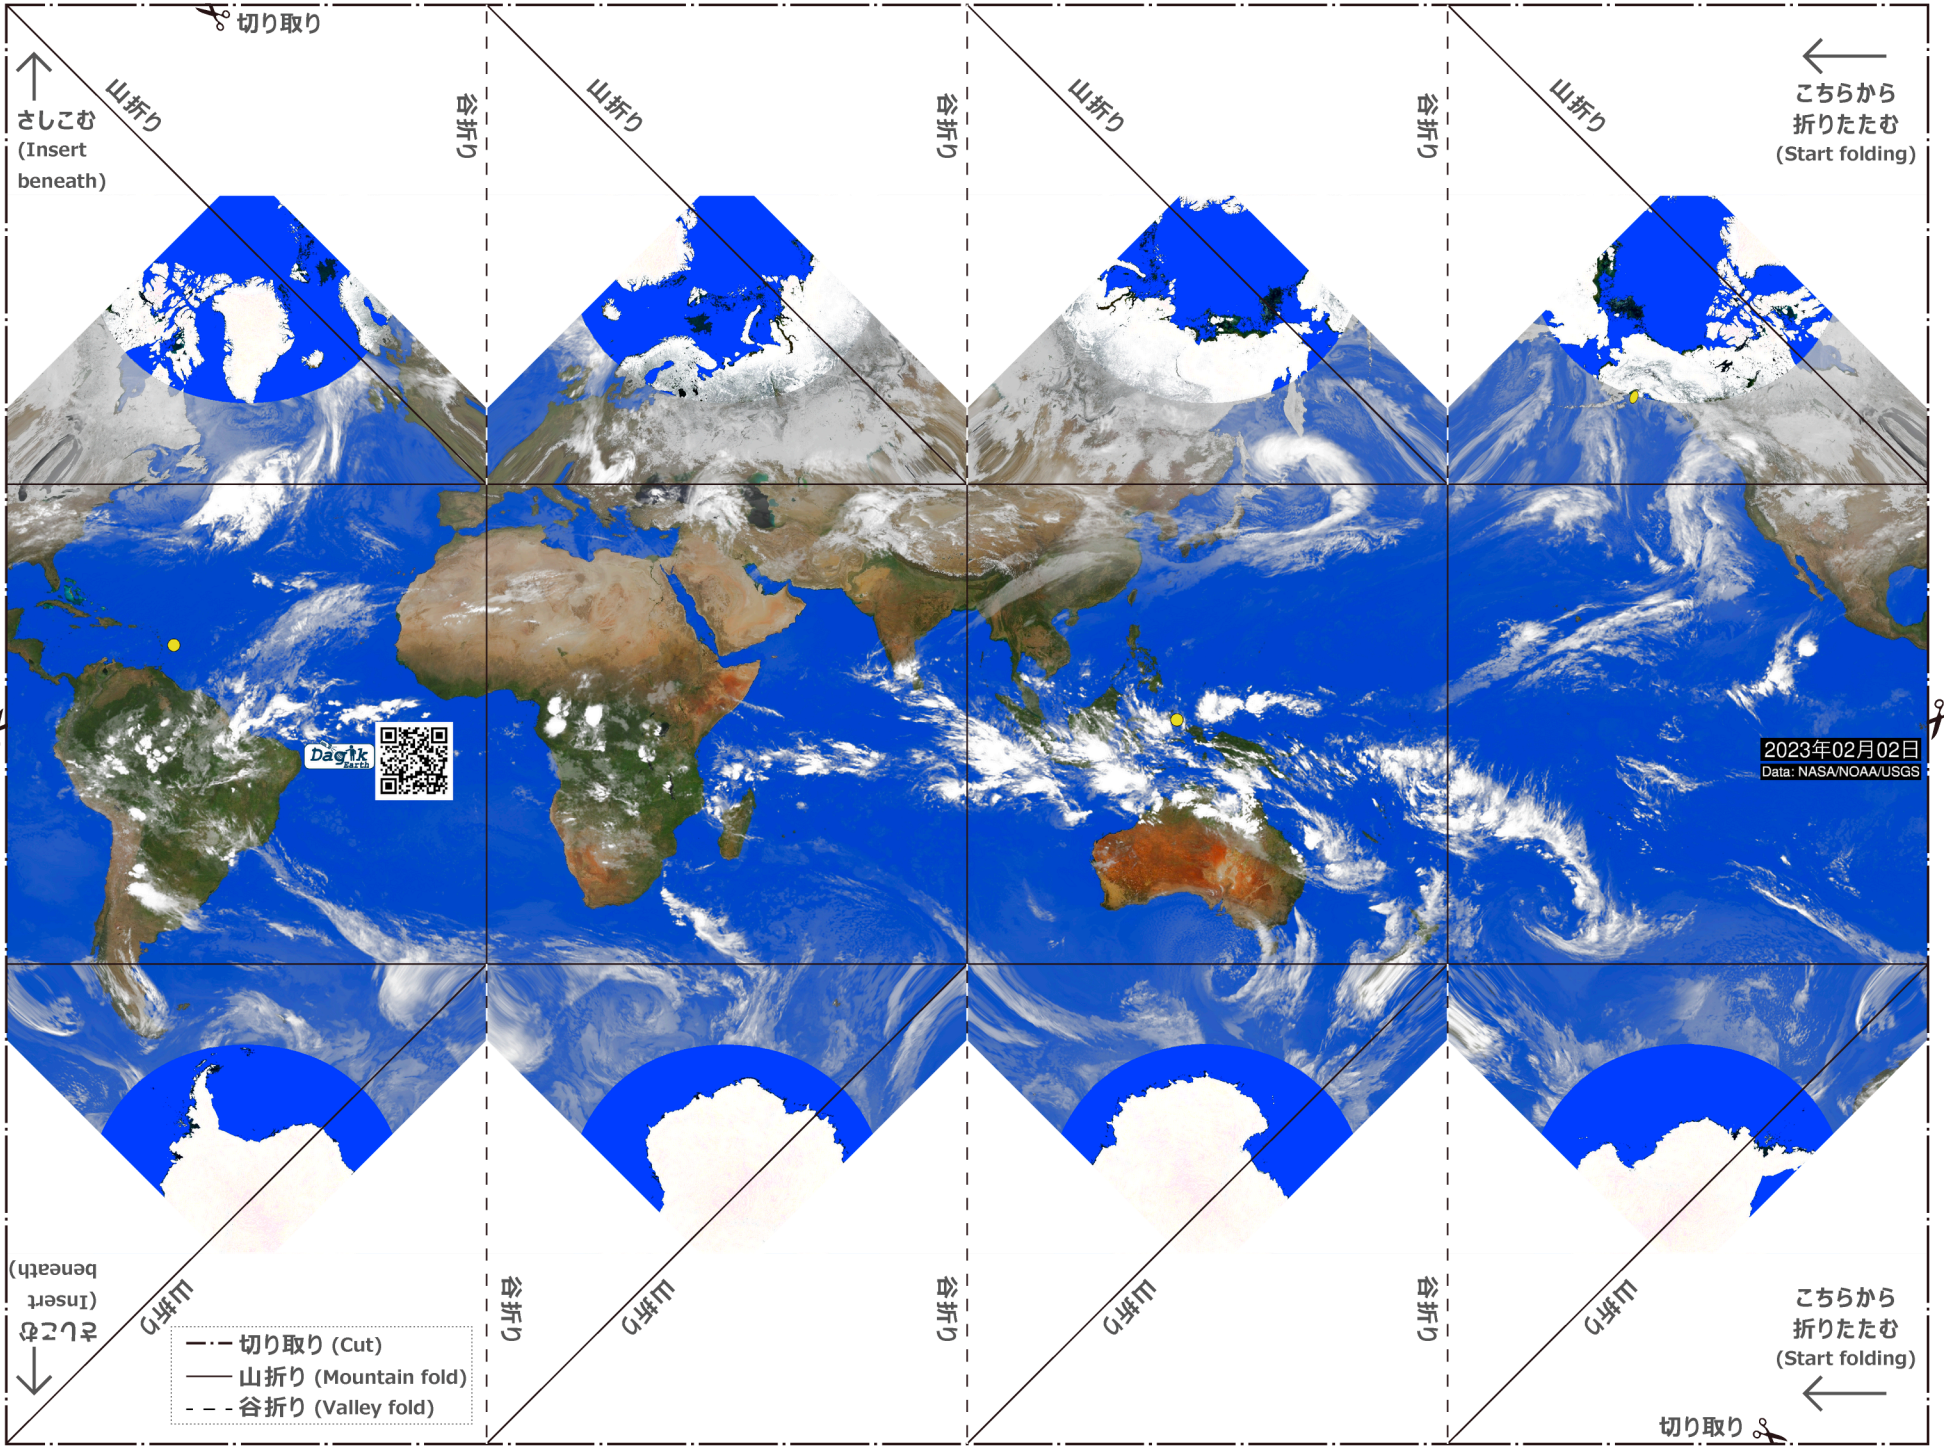 切り取り
山折り
谷折り
山折り
谷折り
山折り
谷折り
山折り
さしこむ
(Insert
beneath)
こちらから
折りたたむ
(Start folding)
Dagik
Earth
2023年02月02日
Data: NASA/NOAA/USGS
さしこむ
(Insert
beneath)
山折り
谷折り
山折り
谷折り
山折り
谷折り
山折り
こちらから
折りたたむ
(Start folding)
切り取り (Cut)
山折り (Mountain fold)
谷折り (Valley fold)
切り取り